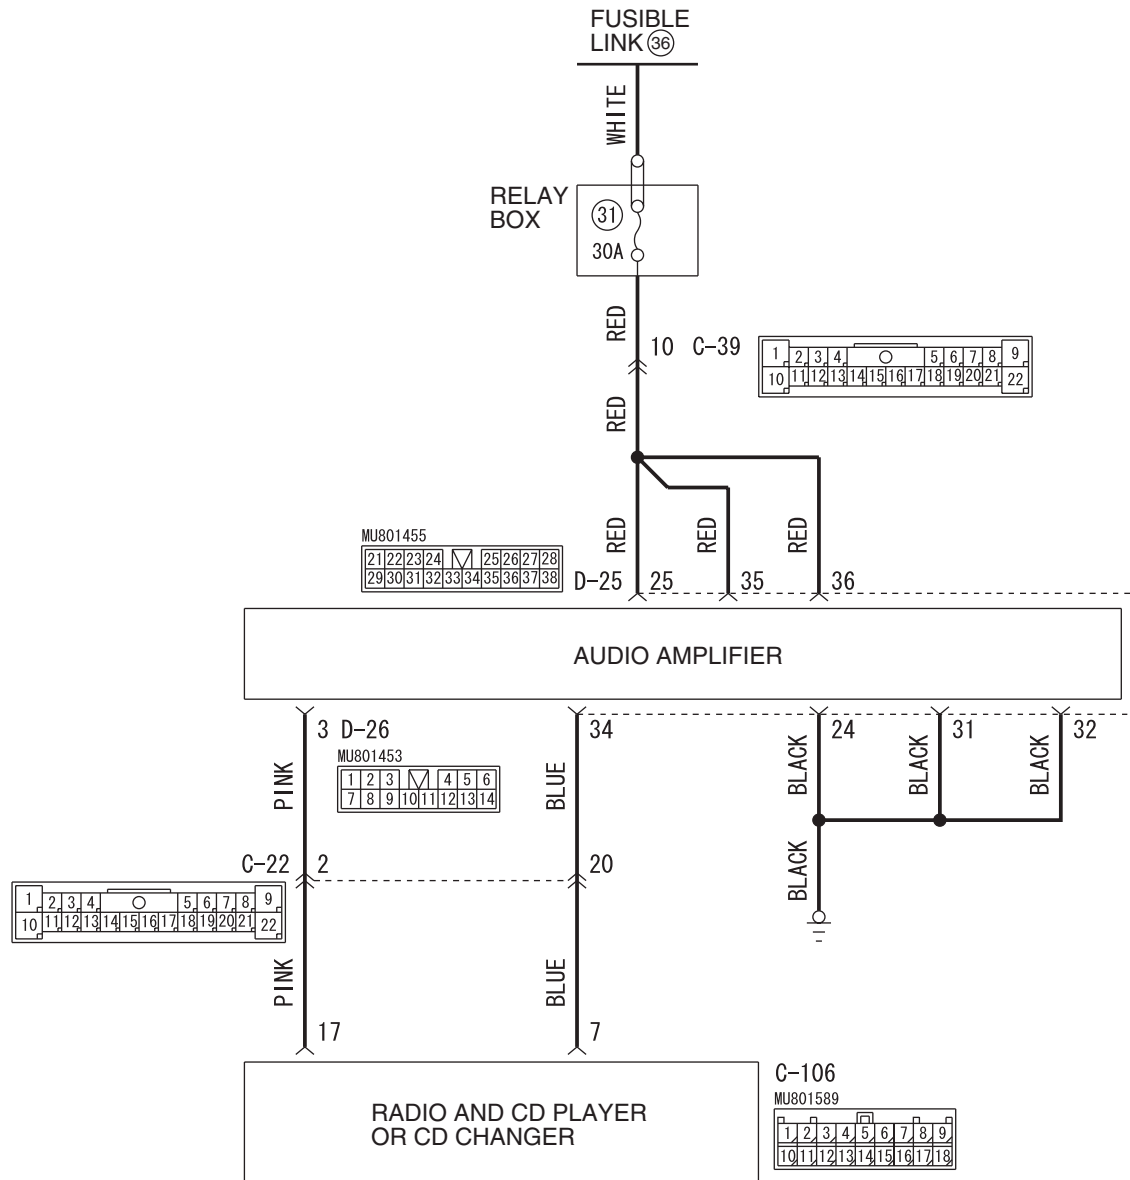 FUSIBLE
LINK 36
WHITE
RELAY
BOX
31
30A
RED
10 C-39
1 2 3 4 5 6 7 8 9
10 11 12 13 14 15 16 17 18 19 20 21 22
RED
RED RED RED
MU801455
21 22 23 24 25 26 27 28
29 30 31 32 33 34 35 36 37 38
D-25 25 35 36
AUDIO AMPLIFIER
3 D-26 34 24 31 32
MU801453
1 2 3 4 5 6
7 8 9 10 11 12 13 14
PINK BLUE BLACK BLACK BLACK
C-22 2 20
BLACK
1 2 3 4 5 6 7 8 9
10 11 12 13 14 15 16 17 18 19 20 21 22
PINK BLUE
17 7
RADIO AND CD PLAYER
OR CD CHANGER
C-106
MU801589
1 2 3 4 5 6 7 8 9
10 11 12 13 14 15 16 17 18